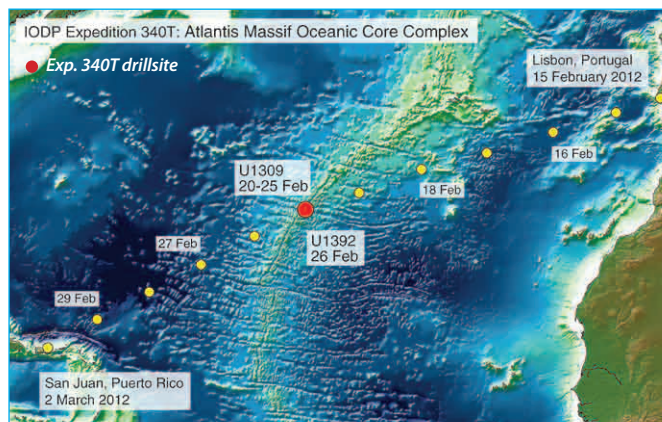 IODP Expedition 340T: Atlantis Massif Oceanic Core Complex
Exp. 340T drillsite
Lisbon, Portugal
15 February 2012
16 Feb
18 Feb
U1309
20-25 Feb
U1392
26 Feb
27 Feb
29 Feb
San Juan, Puerto Rico
2 March 2012